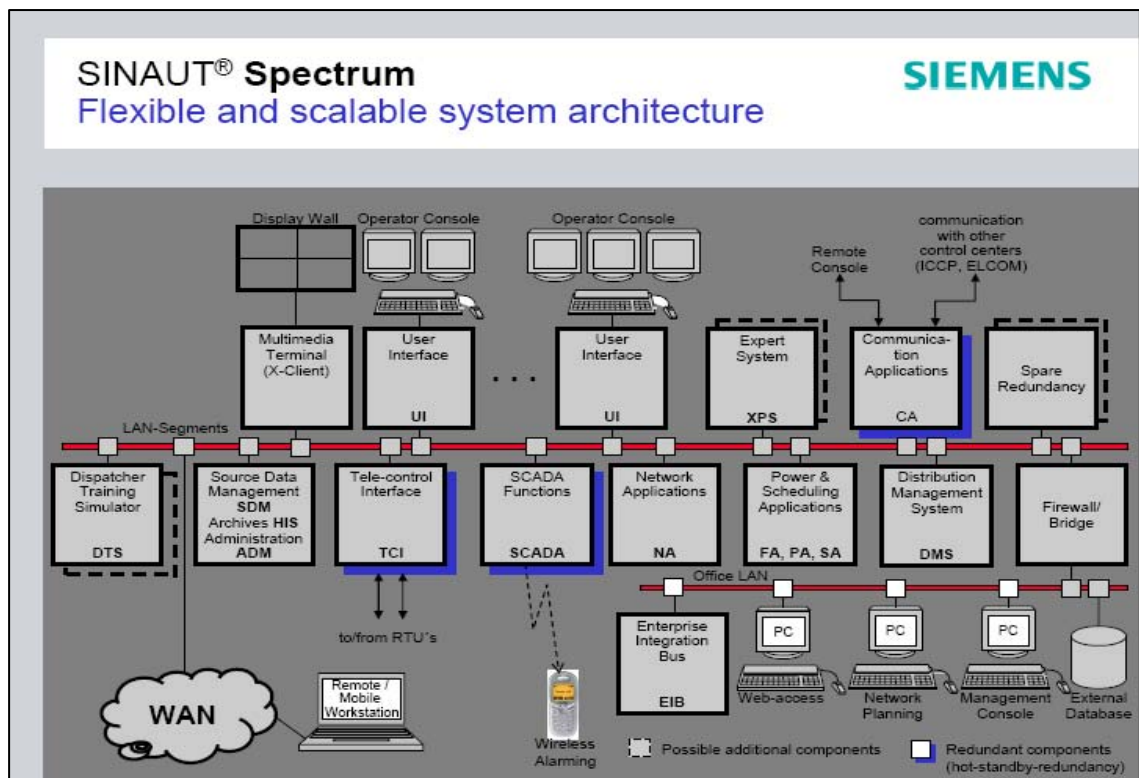 SINAUT® Spectrum
SIEMENS
Flexible and scalable system architecture
Display Wall
Operator Console
Operator Console
Remote
Console
communication
with other
control centers
(ICCP, ELCOM)
Multimedia
Terminal
(X-Client)
User
Interface
UI
. . .
User
Interface
UI
Expert
System
XPS
Communica-
tion
Applications
CA
Spare
Redundancy
LAN-Segments
Dispatcher
Training
Simulator
DTS
Source Data
Management
SDM
Archives HIS
Administration
ADM
Tele-control
Interface
TCI
SCADA
Functions
SCADA
Network
Applications
NA
Power &
Scheduling
Applications
FA, PA, SA
Distribution
Management
System
DMS
Firewall/
Bridge
Office LAN
to/from RTU´s
Enterprise
Integration
Bus
EIB
PC
Web-access
PC
Network
Planning
PC
Management
Console
External
Database
WAN
Remote /
Mobile
Workstation
Wireless
Alarming
Possible additional components
Redundant components
(hot-standby-redundancy)